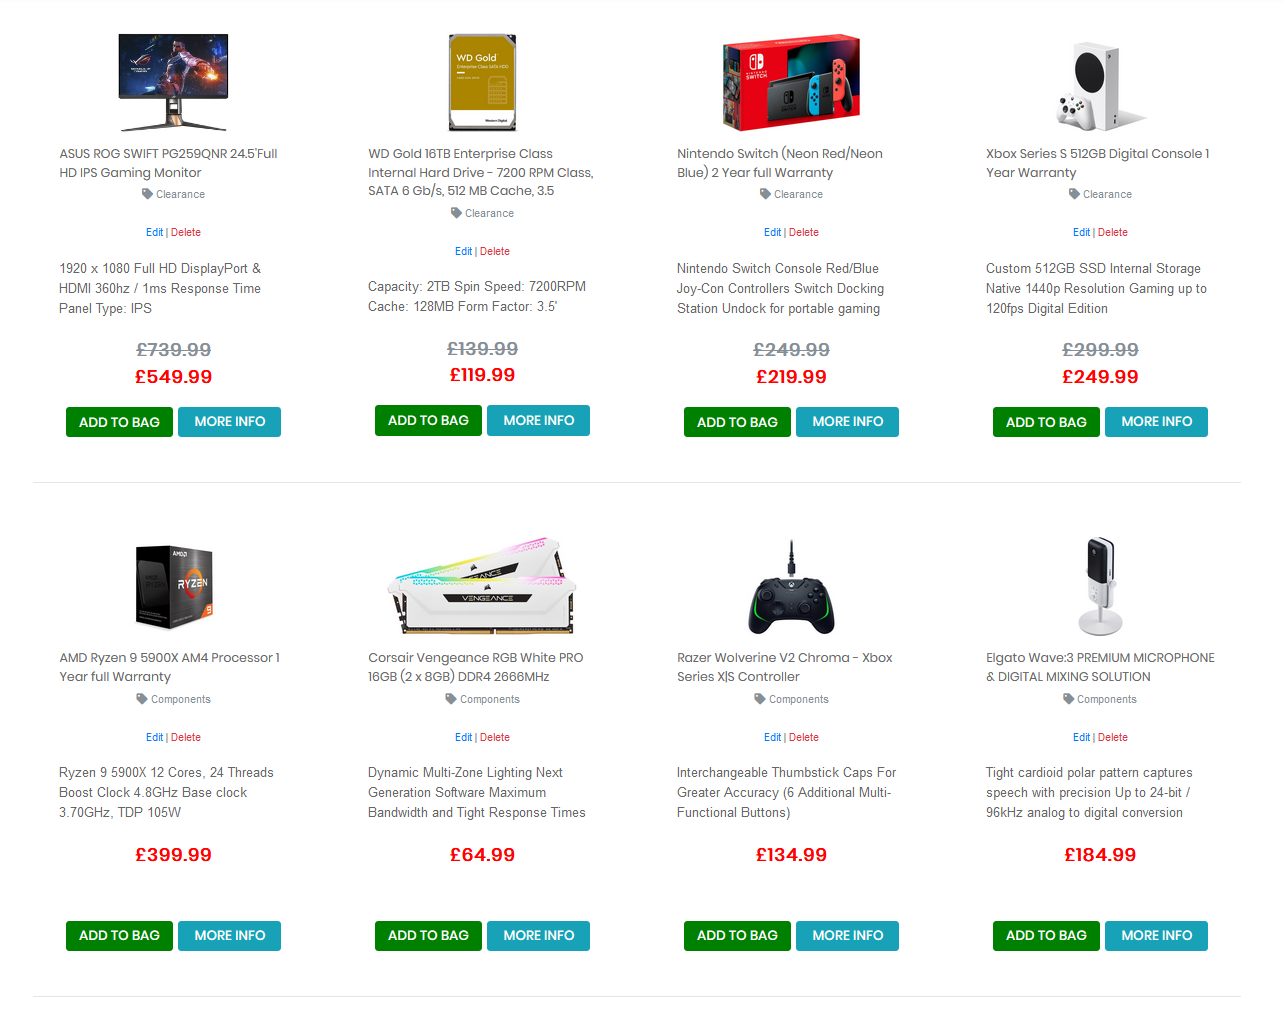 WD Gold
Enterprise Class SATA HDD
Western Digital
NINTENDO
SWITCH
ASUS ROG SWIFT PG259QNR 24.5'Full
HD IPS Gaming Monitor
Clearance
Edit | Delete
1920 x 1080 Full HD DisplayPort &
HDMI 360hz / 1ms Response Time
Panel Type: IPS
£739.99
£549.99
ADD TO BAG MORE INFO
WD Gold 16TB Enterprise Class
Internal Hard Drive - 7200 RPM Class,
SATA 6 Gb/s, 512 MB Cache, 3.5
Clearance
Edit | Delete
Capacity: 2TB Spin Speed: 7200RPM
Cache: 128MB Form Factor: 3.5'
£139.99
£119.99
ADD TO BAG MORE INFO
Nintendo Switch (Neon Red/Neon
Blue) 2 Year full Warranty
Clearance
Edit | Delete
Nintendo Switch Console Red/Blue
Joy-Con Controllers Switch Docking
Station Undock for portable gaming
£249.99
£219.99
ADD TO BAG MORE INFO
Xbox Series S 512GB Digital Console 1
Year Warranty
Clearance
Edit | Delete
Custom 512GB SSD Internal Storage
Native 1440p Resolution Gaming up to
120fps Digital Edition
£299.99
£249.99
ADD TO BAG MORE INFO
AMD
RYZEN
9
AMD Ryzen 9 5900X AM4 Processor 1
Year full Warranty
Components
Edit | Delete
Ryzen 9 5900X 12 Cores, 24 Threads
Boost Clock 4.8GHz Base clock
3.70GHz, TDP 105W
£399.99
ADD TO BAG MORE INFO
VENGEANCE
Corsair Vengeance RGB White PRO
16GB (2 x 8GB) DDR4 2666MHz
Components
Edit | Delete
Dynamic Multi-Zone Lighting Next
Generation Software Maximum
Bandwidth and Tight Response Times
£64.99
ADD TO BAG MORE INFO
Razer Wolverine V2 Chroma - Xbox
Series X|S Controller
Components
Edit | Delete
Interchangeable Thumbstick Caps For
Greater Accuracy (6 Additional Multi-
Functional Buttons)
£134.99
ADD TO BAG MORE INFO
Elgato Wave:3 PREMIUM MICROPHONE
& DIGITAL MIXING SOLUTION
Components
Edit | Delete
Tight cardioid polar pattern captures
speech with precision Up to 24-bit /
96kHz analog to digital conversion
£184.99
ADD TO BAG MORE INFO